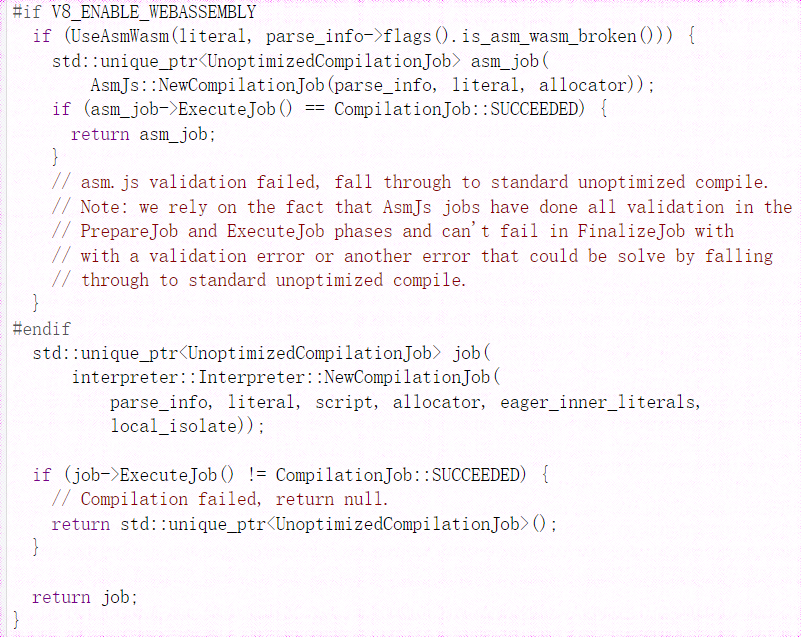 #if V8_ENABLE_WEBASSEMBLY
  if (UseAsmWasm(literal, parse_info->flags().is_asm_wasm_broken())) {
    std::unique_ptr<UnoptimizedCompilationJob> asm_job(
        AsmJs::NewCompilationJob(parse_info, literal, allocator));
    if (asm_job->ExecuteJob() == CompilationJob::SUCCEEDED) {
      return asm_job;
    }
    // asm.js validation failed, fall through to standard unoptimized compile.
    // Note: we rely on the fact that AsmJs jobs have done all validation in the
    // PrepareJob and ExecuteJob phases and can't fail in FinalizeJob with
    // with a validation error or another error that could be solve by falling
    // through to standard unoptimized compile.
  }
#endif
  std::unique_ptr<UnoptimizedCompilationJob> job(
      interpreter::Interpreter::NewCompilationJob(
          parse_info, literal, script, allocator, eager_inner_literals,
          local_isolate));

  if (job->ExecuteJob() != CompilationJob::SUCCEEDED) {
    // Compilation failed, return null.
    return std::unique_ptr<UnoptimizedCompilationJob>();
  }

  return job;
}